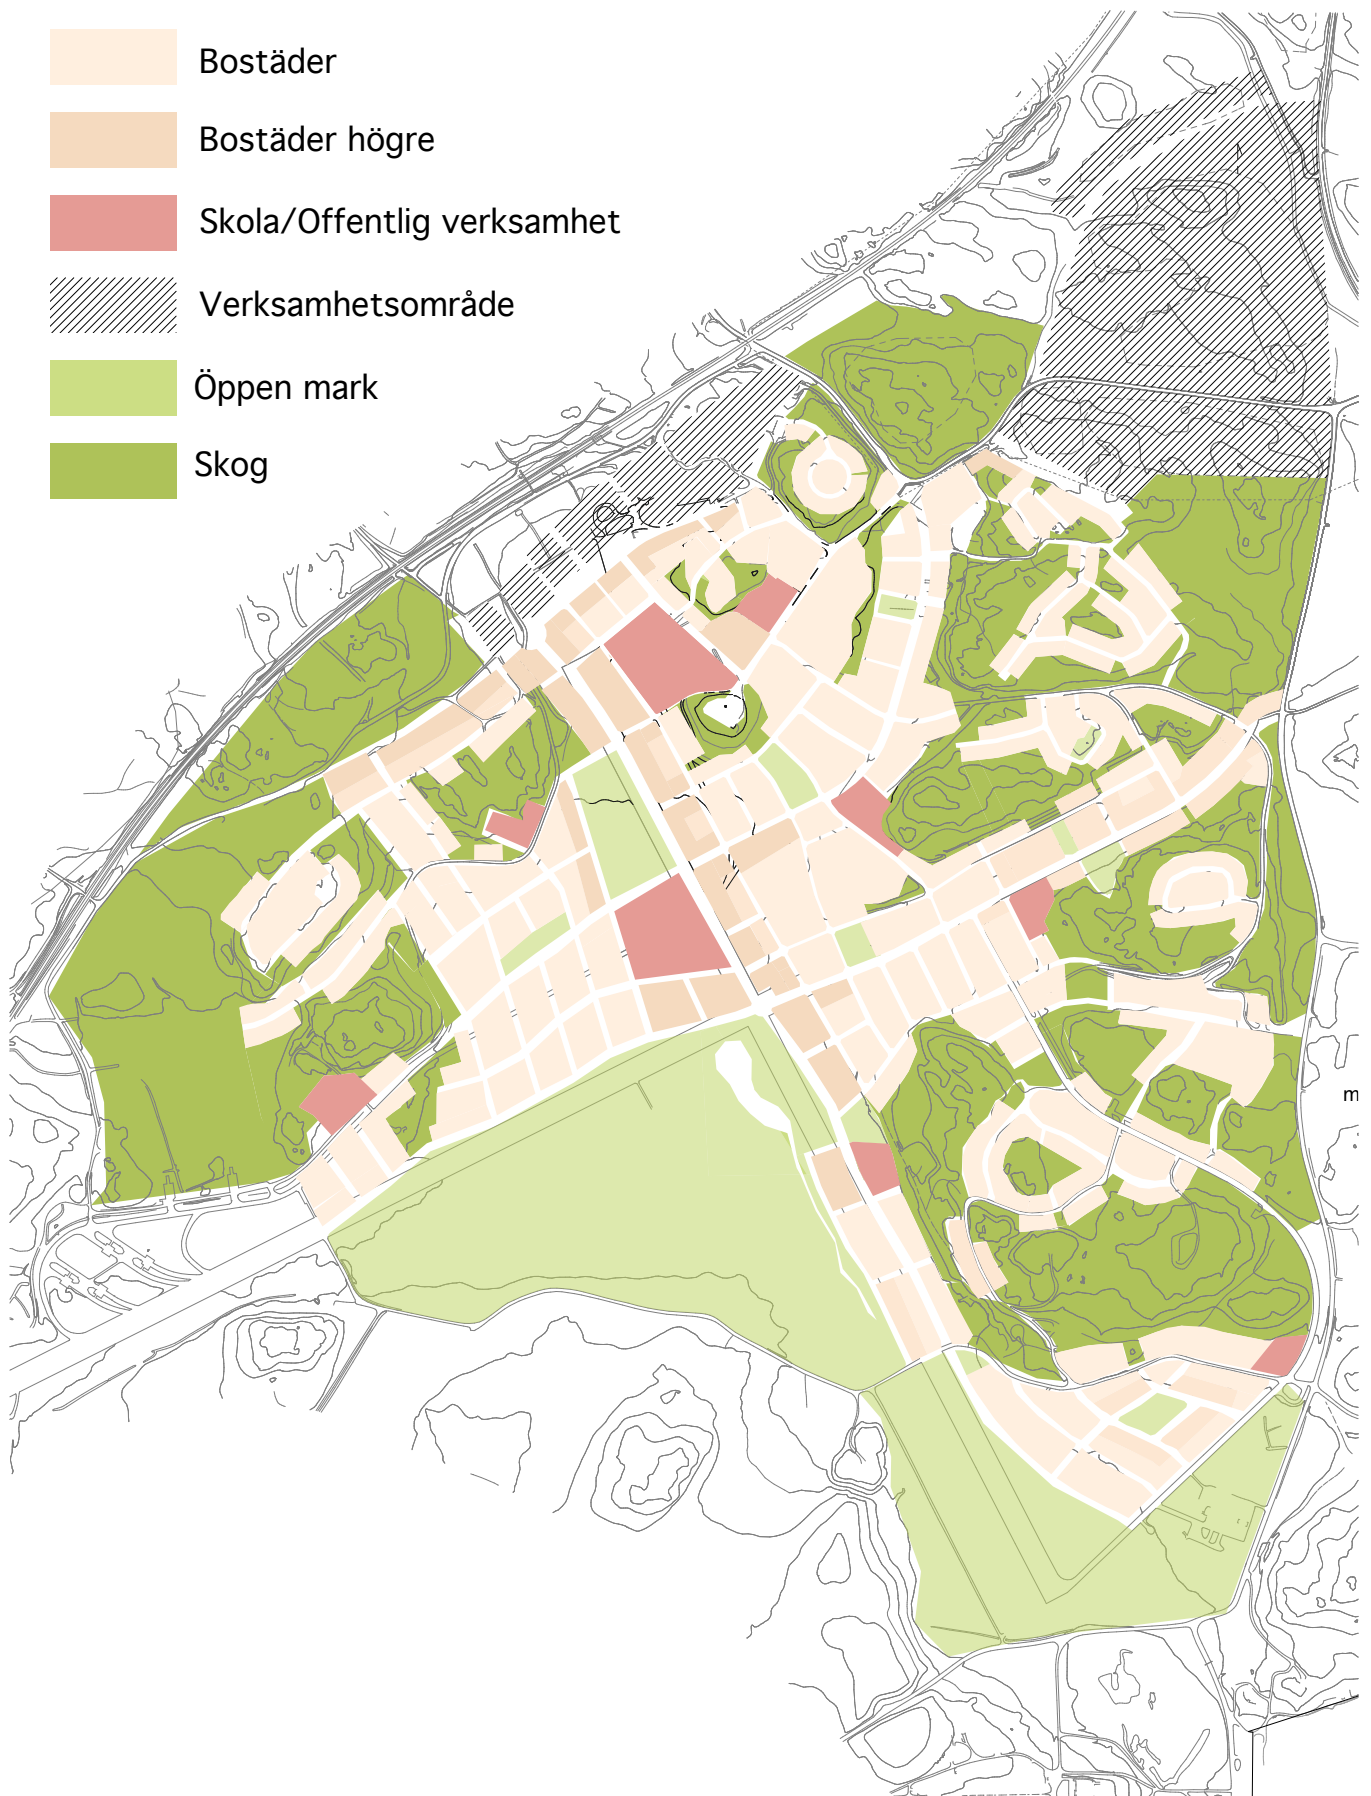 Bostäder
Bostäder högre
Skola/Offentlig verksamhet
Verksamhetsområde
Öppen mark
Skog
m